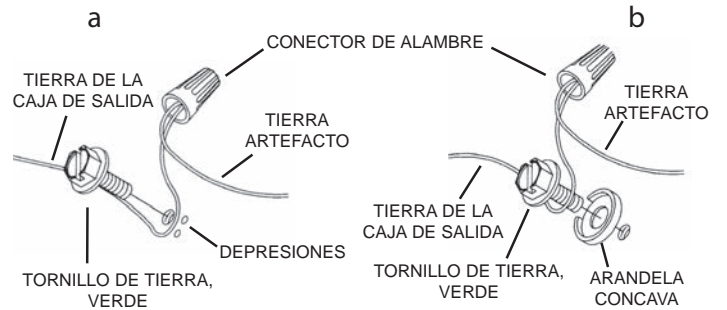 a
b
CONECTOR DE ALAMBRE
TIERRA DE LA
CAJA DE SALIDA
TIERRA
ARTEFACTO
DEPRESIONES
TORNILLO DE TIERRA,
VERDE
TIERRA
ARTEFACTO
TIERRA DE LA
CAJA DE SALIDA
TORNILLO DE TIERRA,
VERDE
ARANDELA
CONCAVA